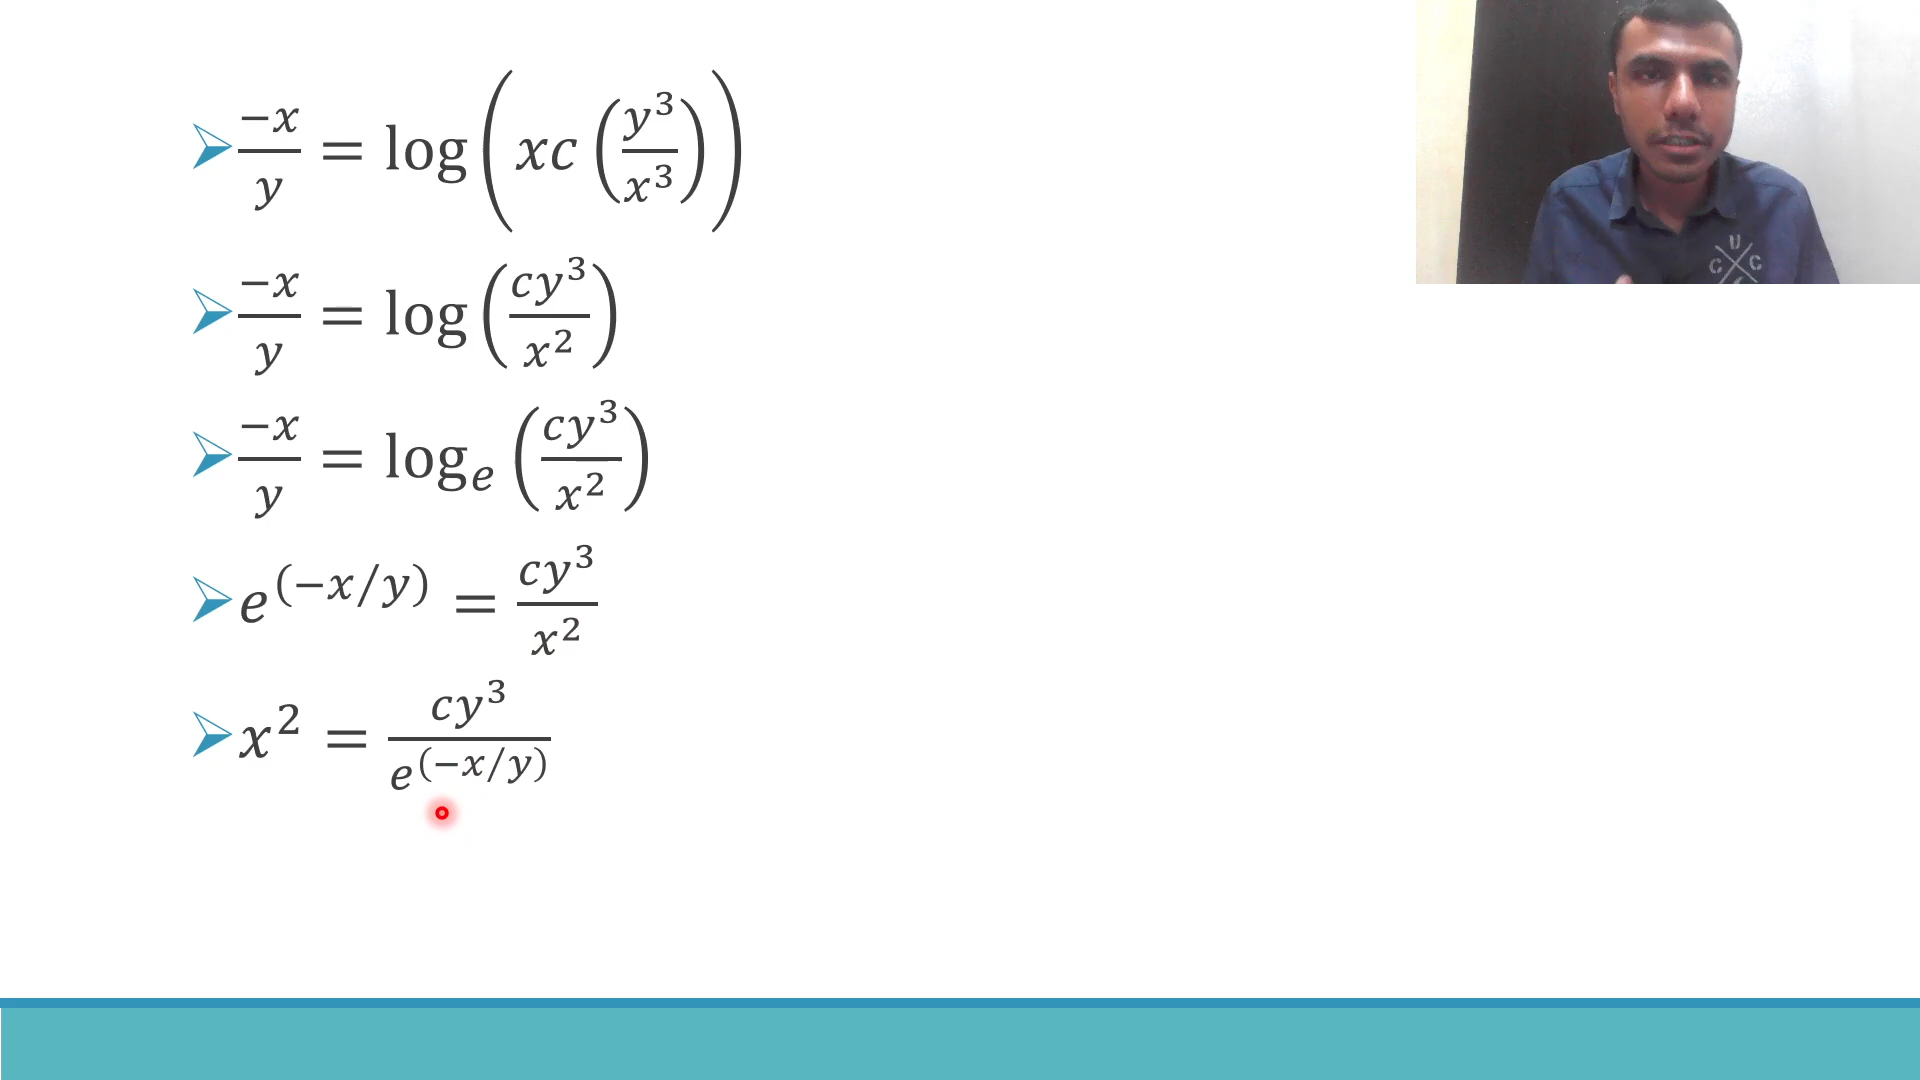 ➢ −x/y = log(xc(y³/x³))
➢ −x/y = log(cy³/x²)
➢ −x/y = logₑ(cy³/x²)
➢ e^(−x/y) = cy³/x²
➢ x² = cy³/e^(−x/y)
U
C C